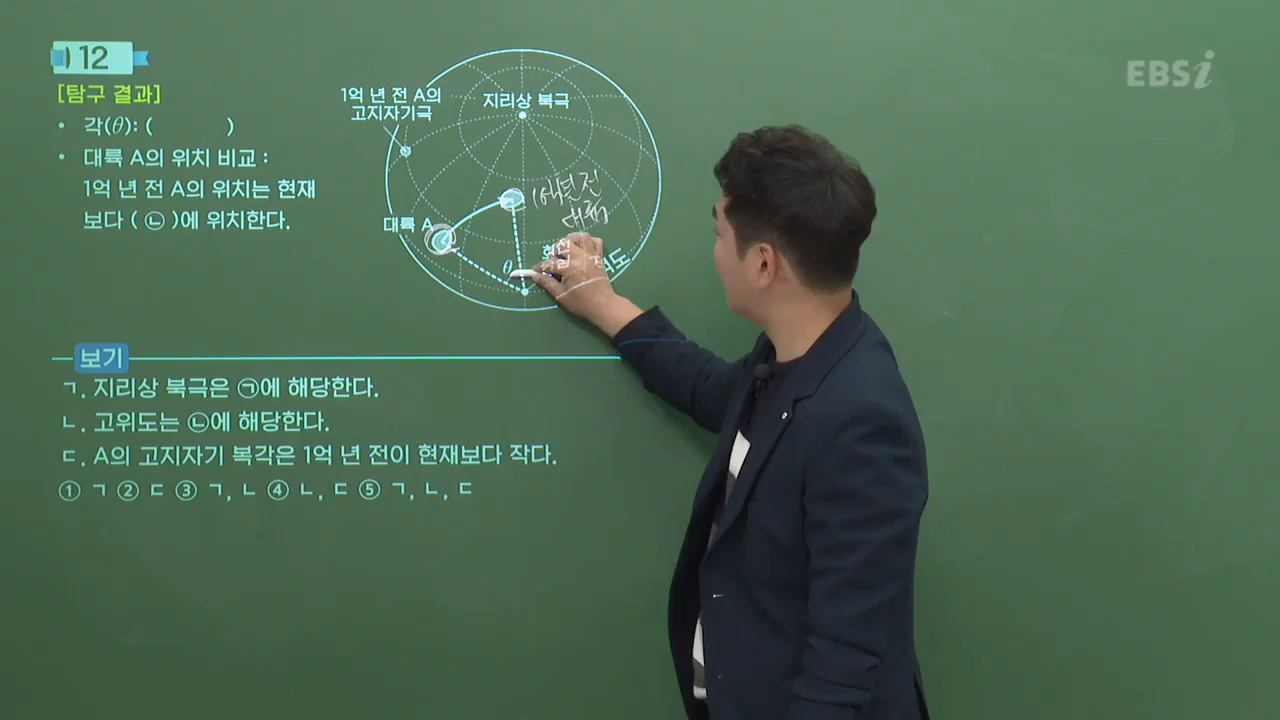 12
EBSi
[탐구 결과]
• 각(θ): ( )
• 대륙 A의 위치 비교 :
1억 년 전 A의 위치는 현재
보다 ( ㉡ )에 위치한다.
1억 년 전 A의
고지자기극
지리상 북극
대륙 A
1억년 전
대륙
θ
적도
보기
ㄱ. 지리상 북극은 ㉠에 해당한다.
ㄴ. 고위도는 ㉡에 해당한다.
ㄷ. A의 고지자기 복각은 1억 년 전이 현재보다 작다.
① ㄱ ② ㄷ ③ ㄱ, ㄴ ④ ㄴ, ㄷ ⑤ ㄱ, ㄴ, ㄷ